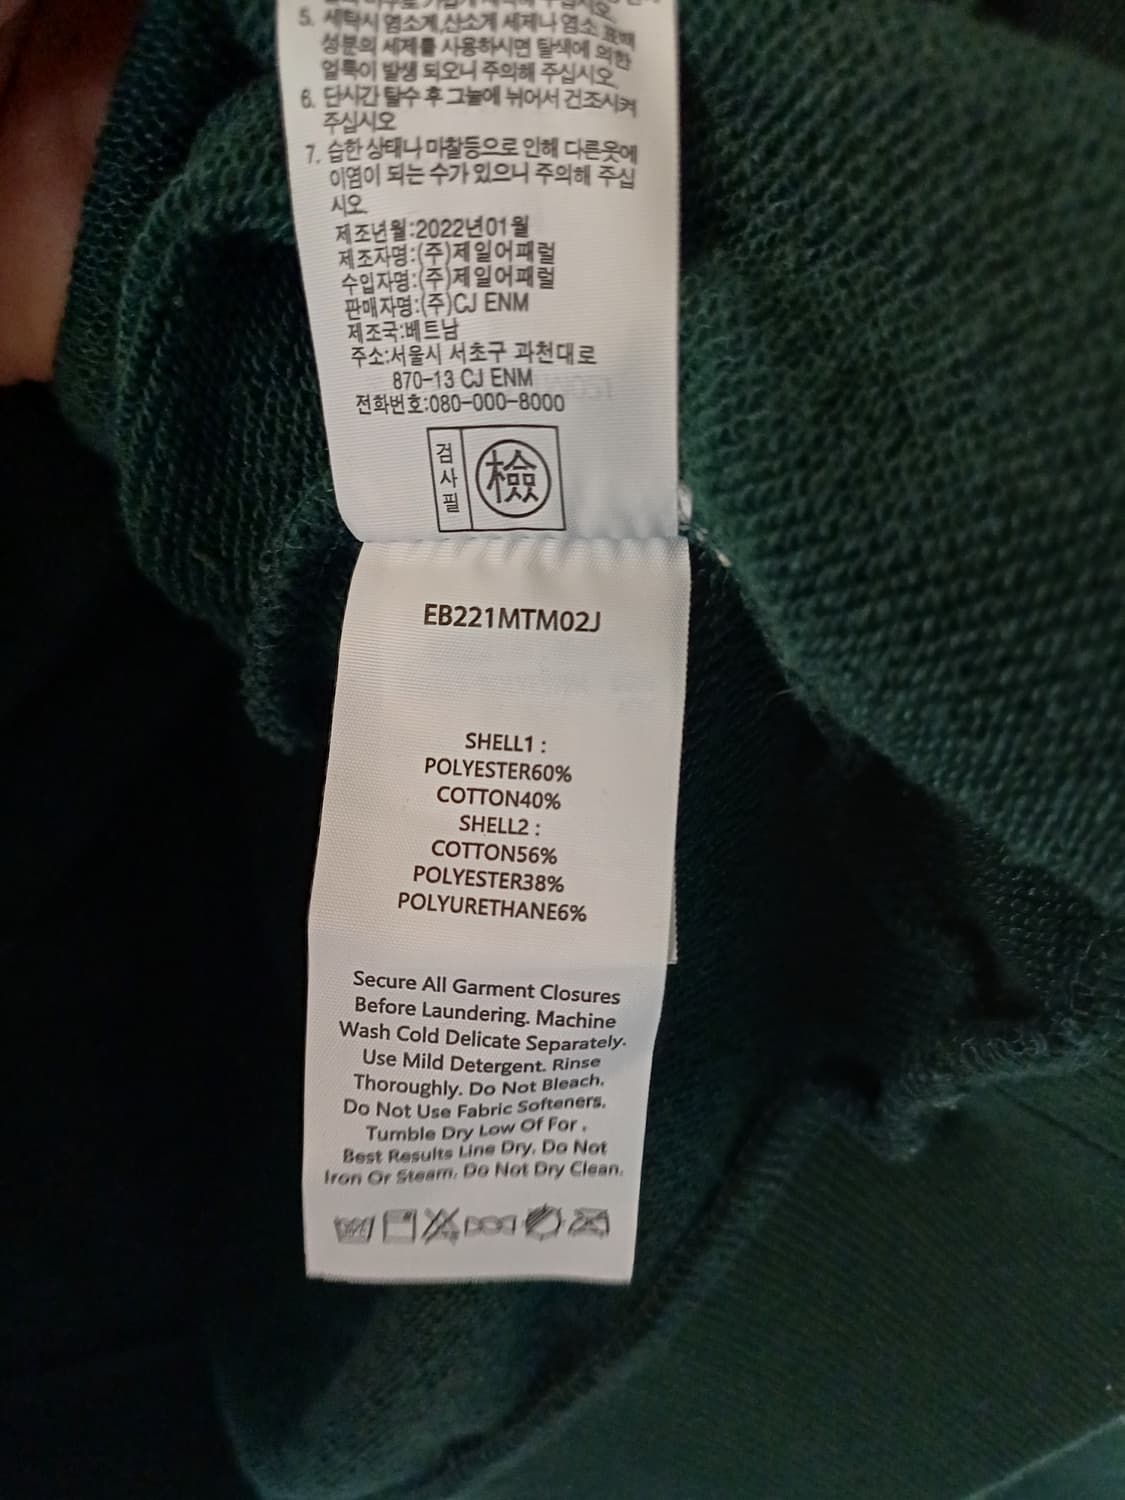 5. 세탁시 염소계,산소계 세제나 염소 표백
성분의 세제를 사용하시면 탈색에 의한
얼룩이 발생 되오니 주의해 주십시오
6. 단시간 탈수 후 그늘에 뉘어서 건조시켜
주십시오
7. 습한 상태나 마찰등으로 인해 다른옷에
이염이 되는 수가 있으니 주의해 주십
시오
제조년월:2022년01월
제조자명:(주)제일어패럴
수입자명:(주)제일어패럴
판매자명:(주)CJ ENM
제조국:베트남
주소:서울시 서초구 과천대로
870-13 CJ ENM
전화번호:080-000-8000
검사필 檢
EB221MTM02J
SHELL1 :
POLYESTER60%
COTTON40%
SHELL2 :
COTTON56%
POLYESTER38%
POLYURETHANE6%
Secure All Garment Closures
Before Laundering. Machine
Wash Cold Delicate Separately.
Use Mild Detergent. Rinse
Thoroughly. Do Not Bleach.
Do Not Use Fabric Softeners.
Tumble Dry Low Of For .
Best Results Line Dry. Do Not
Iron Or Steam. Do Not Dry Clean.